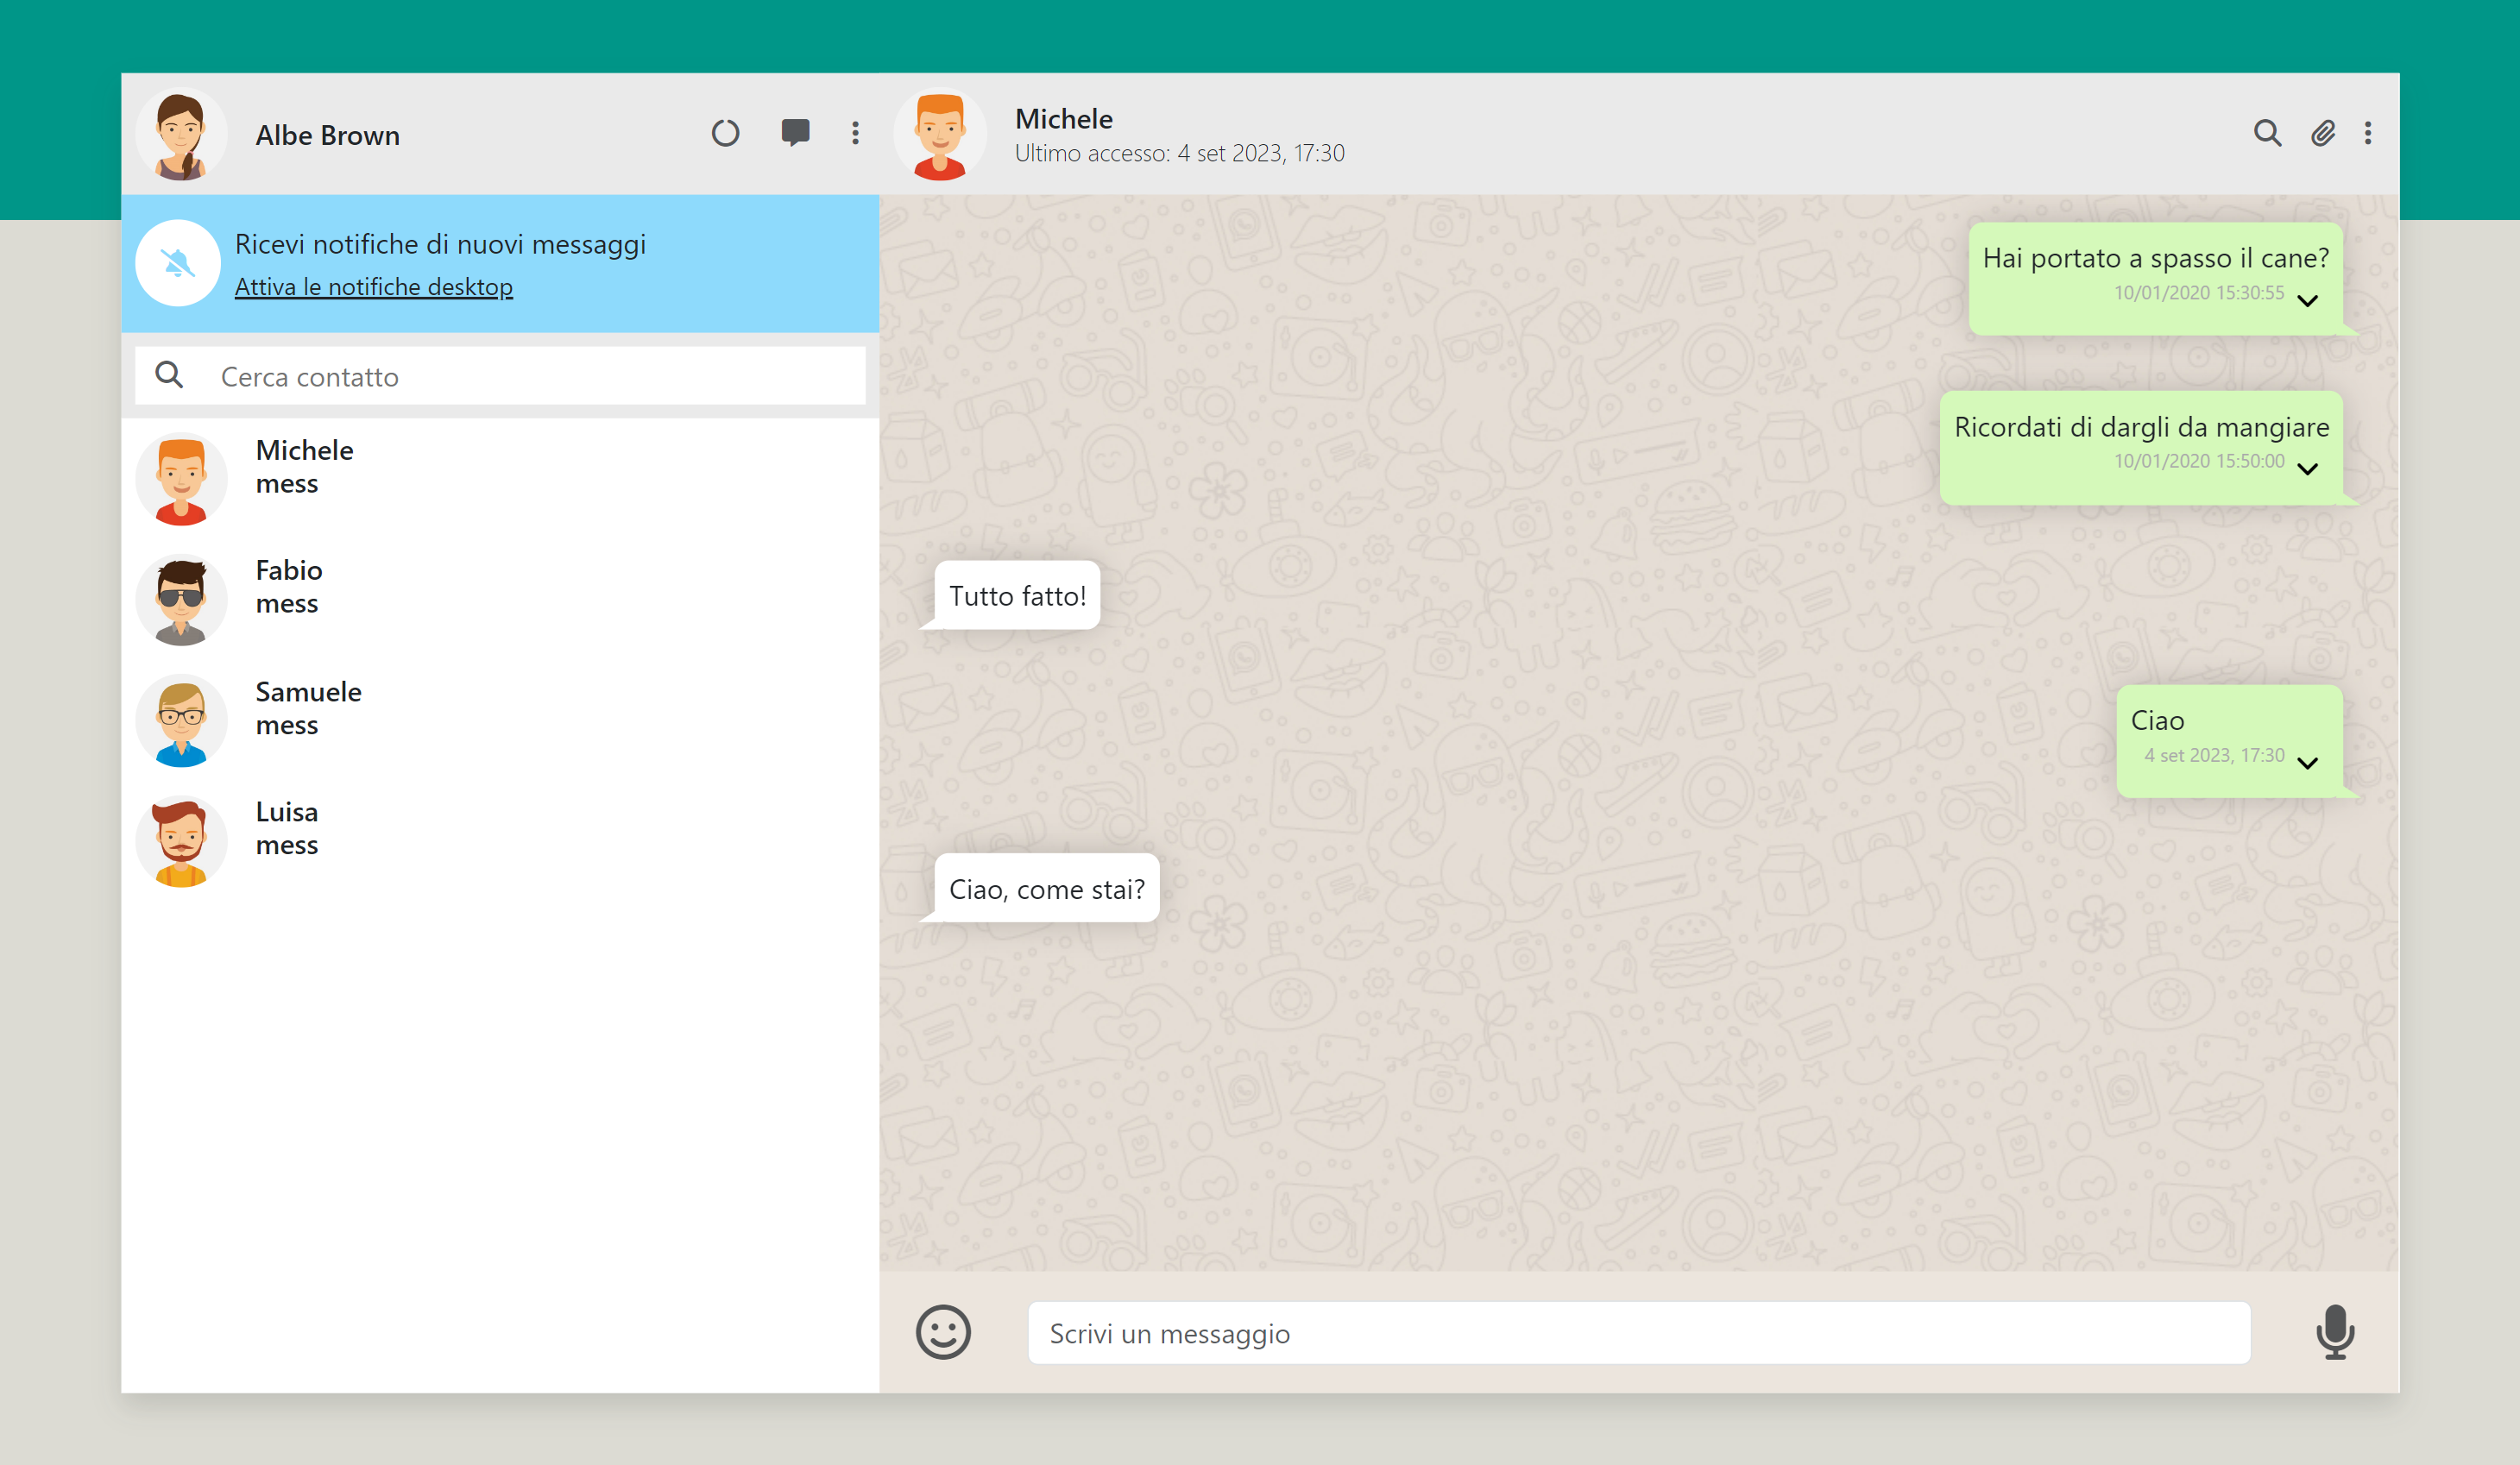 Albe Brown
Ricevi notifiche di nuovi messaggi
Attiva le notifiche desktop
Cerca contatto
Michele
mess
Fabio
mess
Samuele
mess
Luisa
mess
Michele
Ultimo accesso: 4 set 2023, 17:30
Hai portato a spasso il cane?
10/01/2020 15:30:55
Ricordati di dargli da mangiare
10/01/2020 15:50:00
Tutto fatto!
Ciao
4 set 2023, 17:30
Ciao, come stai?
Scrivi un messaggio